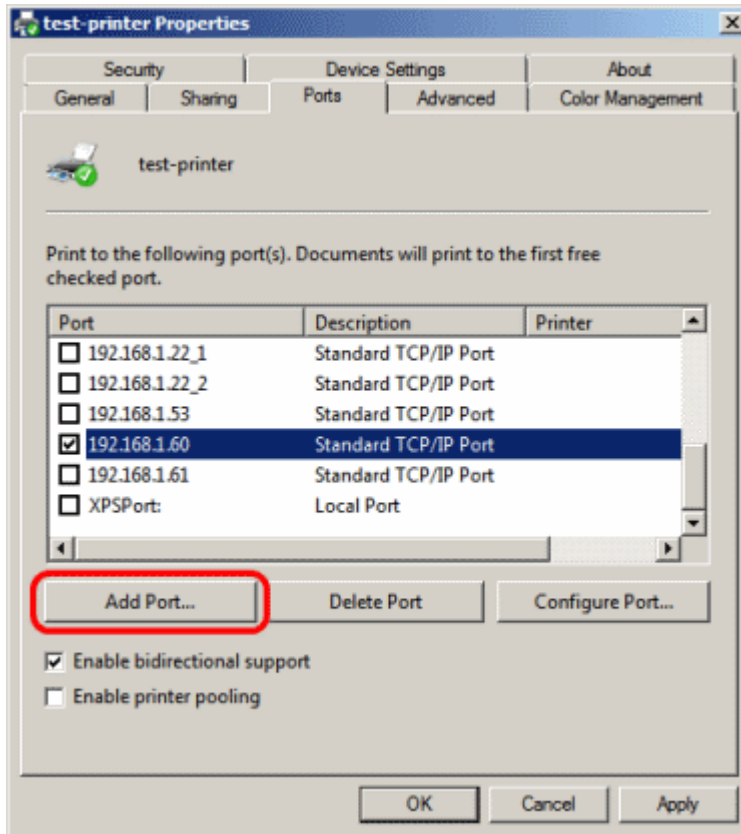 test-printer Properties
Security Device Settings About
General Sharing Ports Advanced Color Management
test-printer
Print to the following port(s). Documents will print to the first free
checked port.
Port Description Printer
192.168.1.22_1 Standard TCP/IP Port
192.168.1.22_2 Standard TCP/IP Port
192.168.1.53 Standard TCP/IP Port
192.168.1.60 Standard TCP/IP Port
192.168.1.61 Standard TCP/IP Port
XPSPort: Local Port
Add Port... Delete Port Configure Port...
Enable bidirectional support
Enable printer pooling
OK Cancel Apply